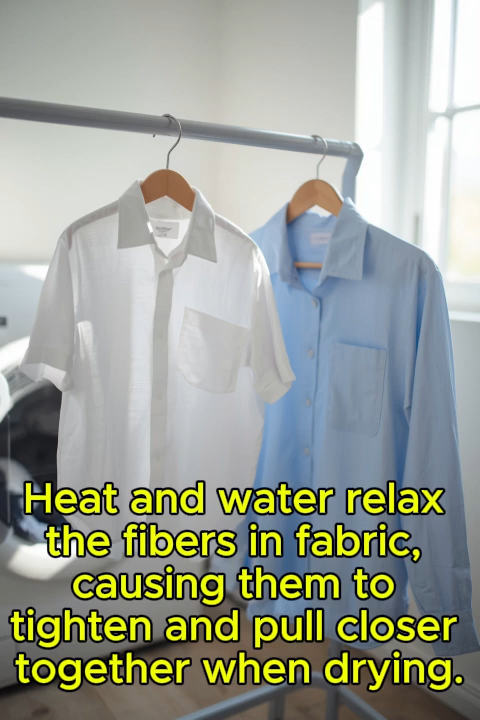 Heat and water relax
the fibers in fabric,
causing them to
tighten and pull closer
together when drying.